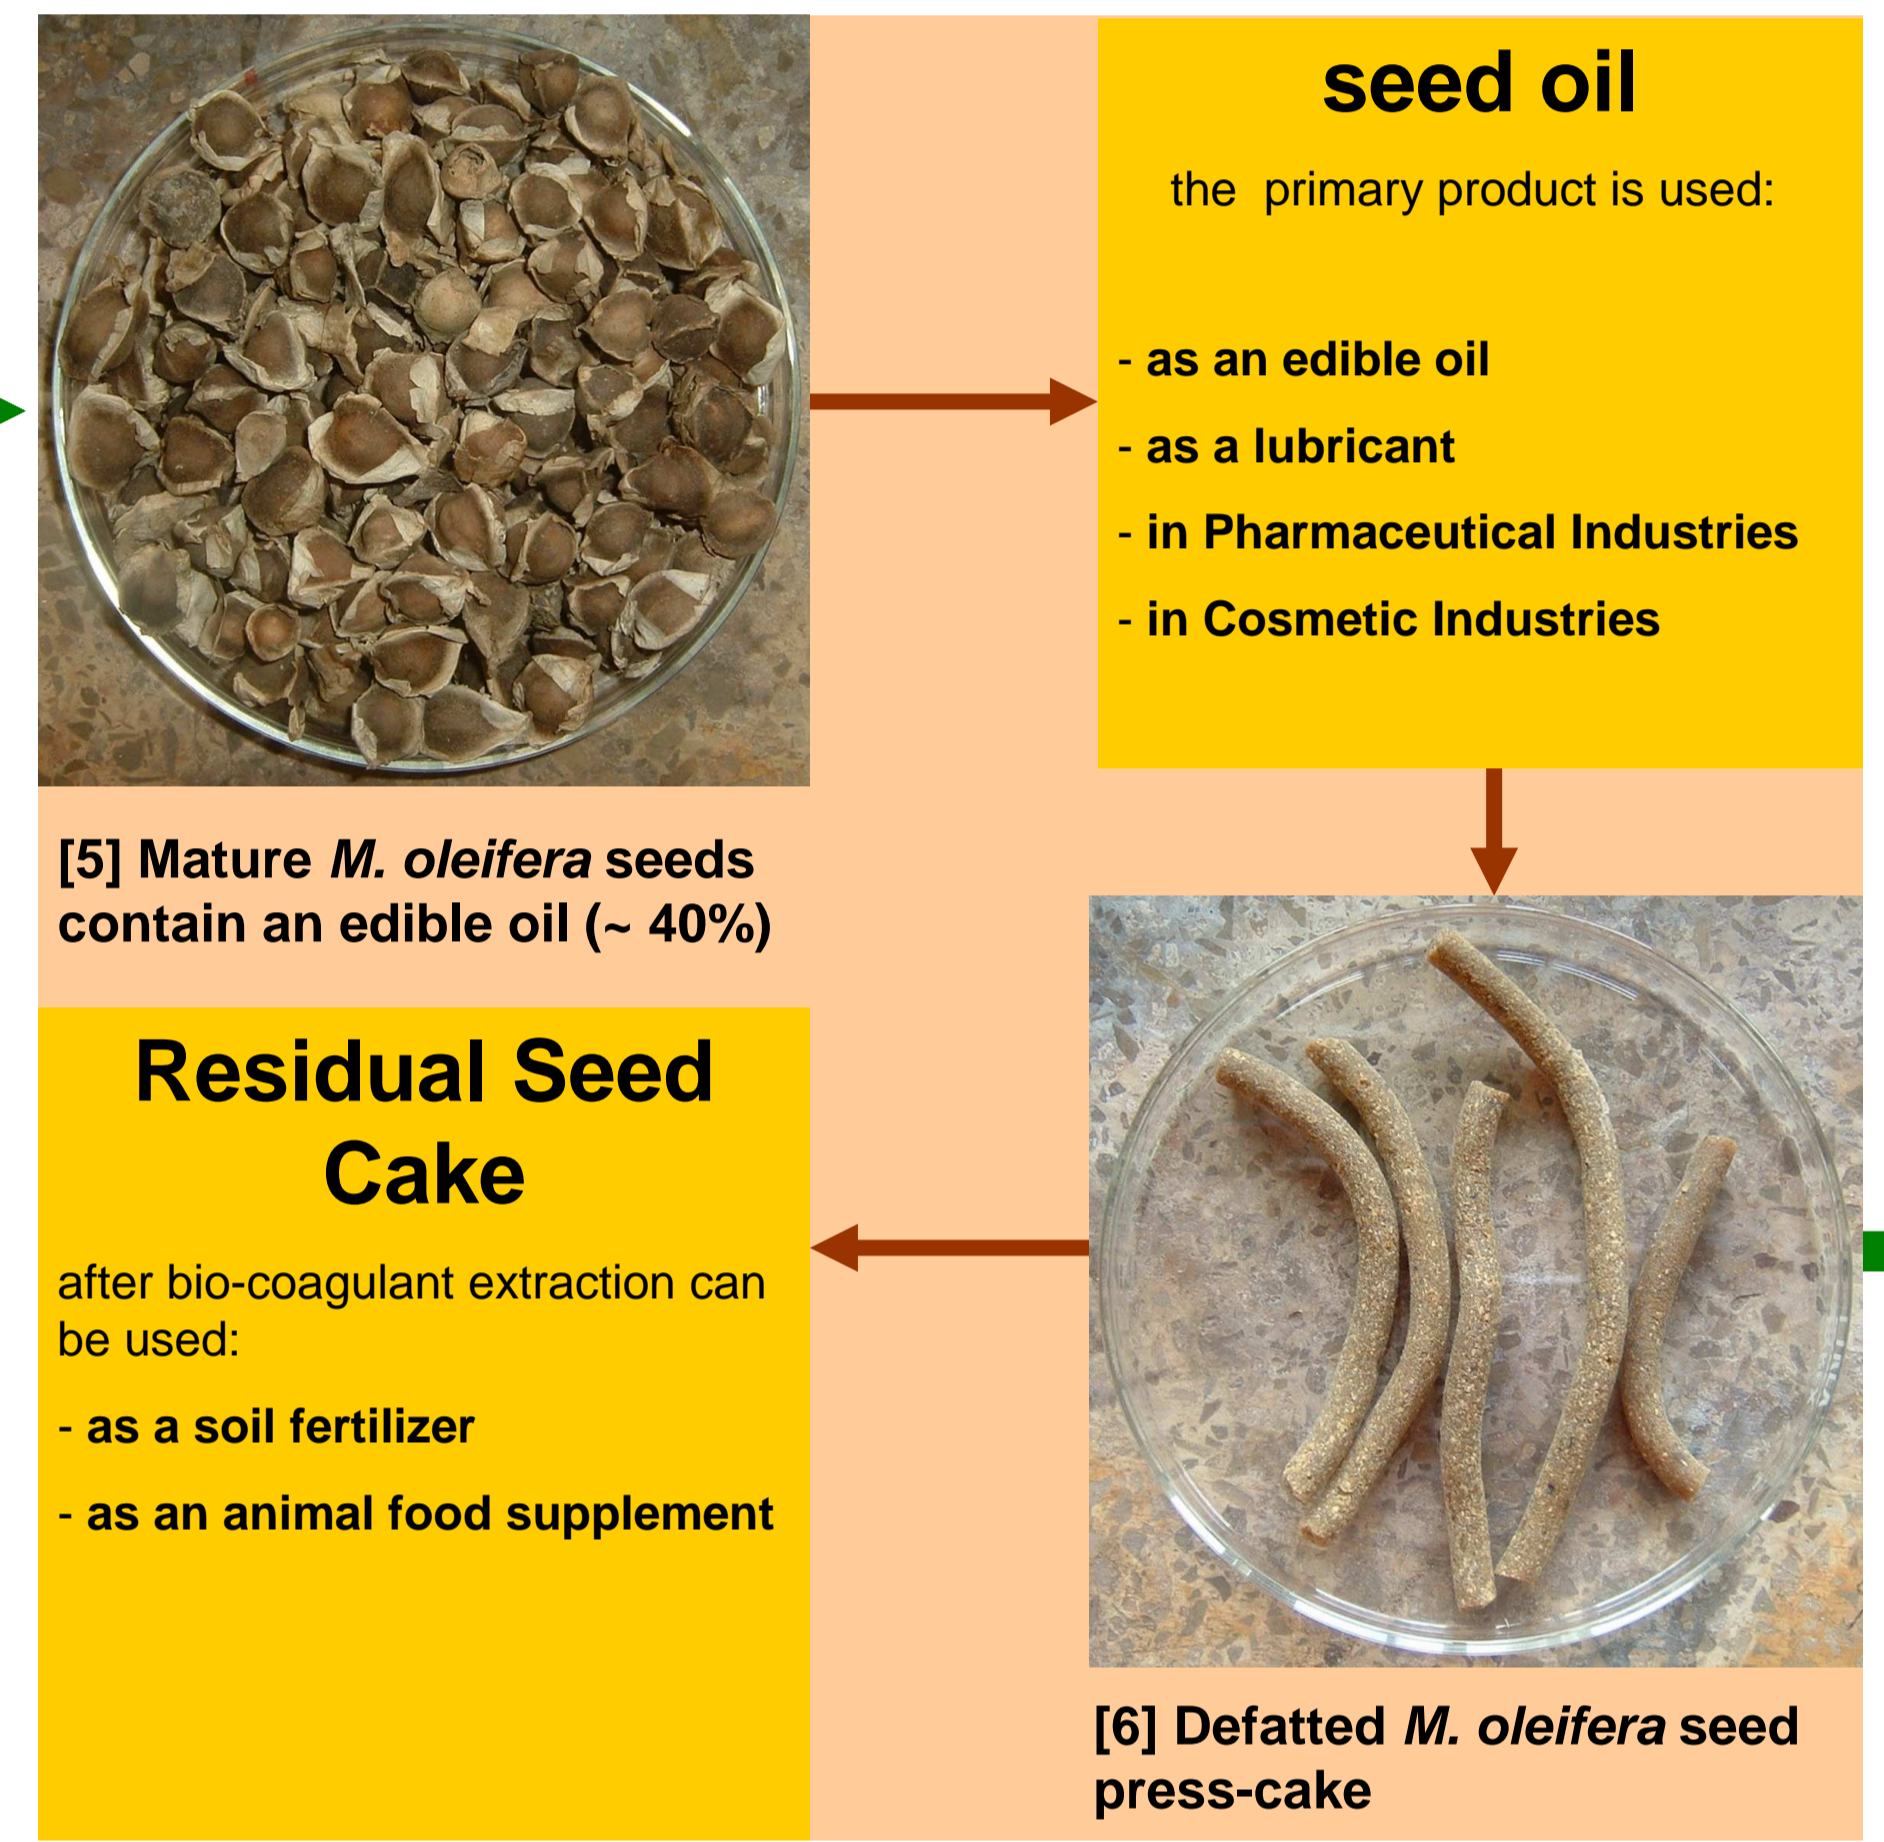 seed oil
the primary product is used:
- as an edible oil
- as a lubricant
- in Pharmaceutical Industries
- in Cosmetic Industries
[5] Mature M. oleifera seeds
contain an edible oil (~ 40%)
Residual Seed
Cake
after bio-coagulant extraction can
be used:
- as a soil fertilizer
- as an animal food supplement
[6] Defatted M. oleifera seed
press-cake